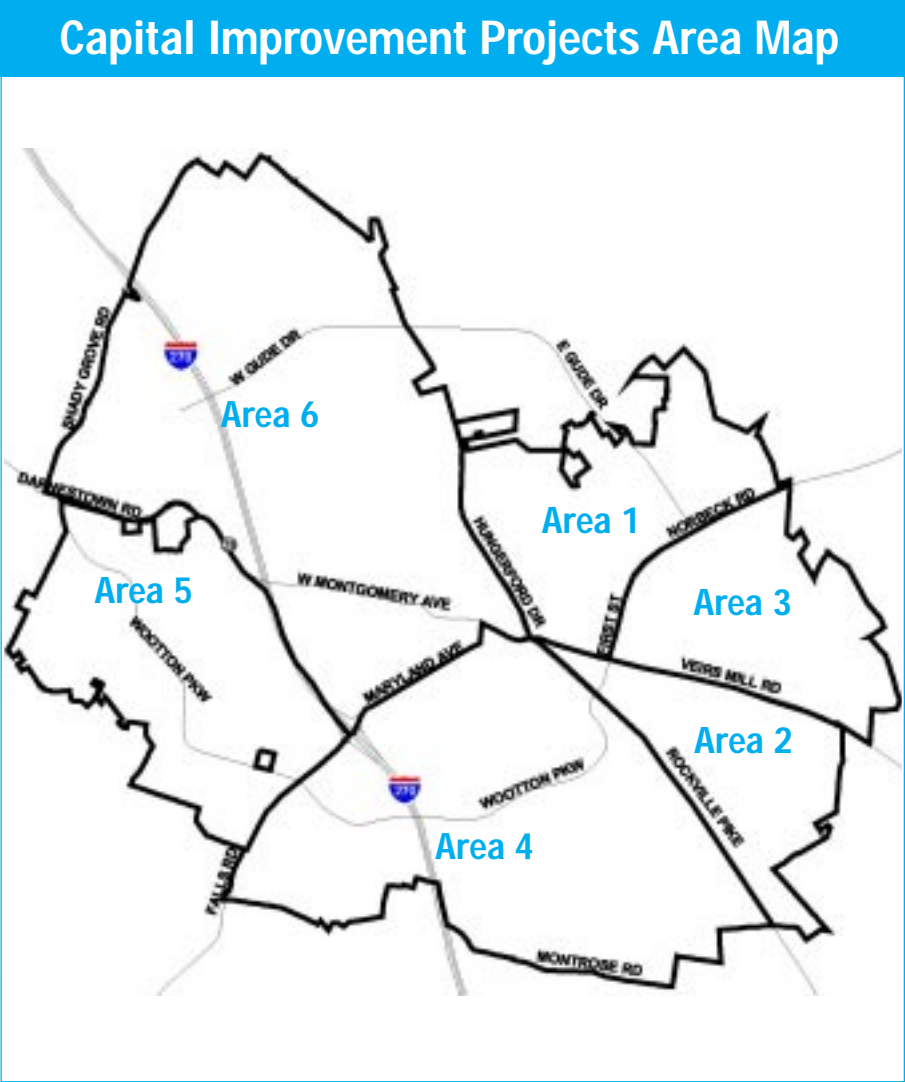 Capital Improvement Projects Area Map
SHADY GROVE RD
270
W GUDE DR
E GUDE DR
Area 6
DARNESTOWN RD
Area 1
NORBECK RD
HUNGERFORD DR
Area 5
W MONTGOMERY AVE
FIRST ST
Area 3
WOOTTON PKW
MARYLAND AVE
VEIRS MILL RD
Area 2
270
WOOTTON PKW
ROCKVILLE PIKE
Area 4
FALLS RD
MONTROSE RD